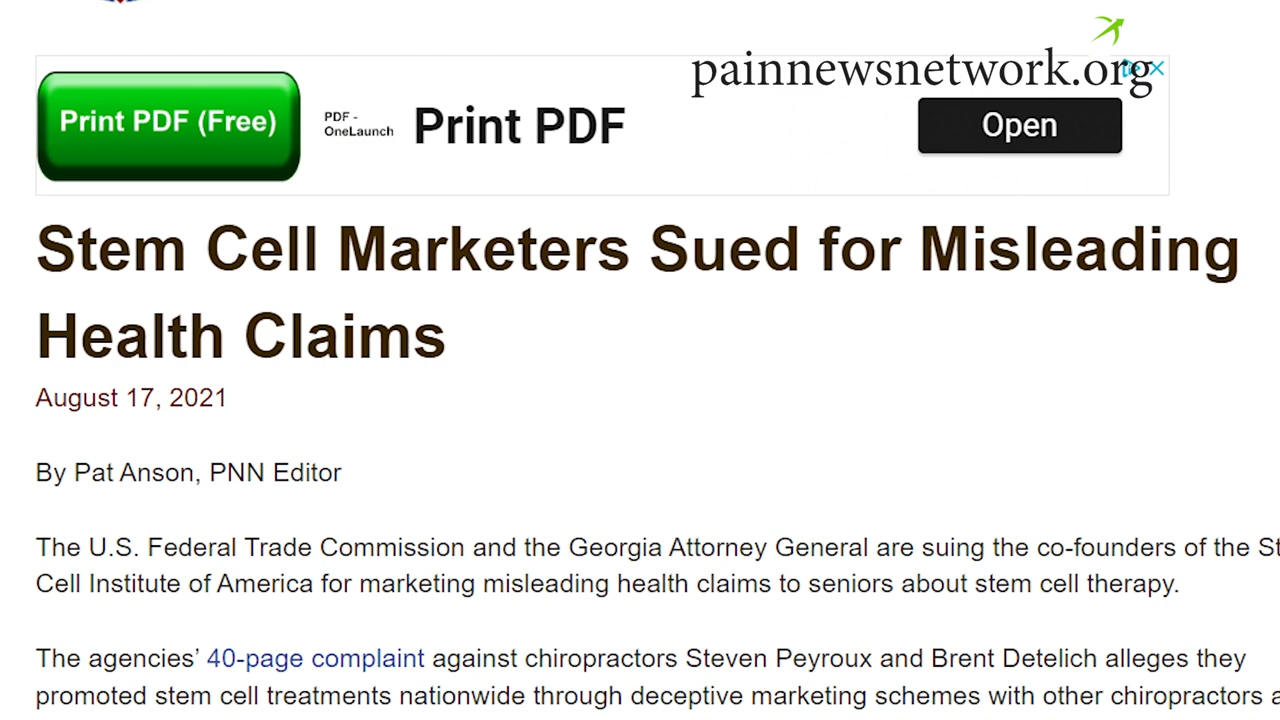 painnewsnetwork.org
Print PDF (Free)
PDF -
OneLaunch
Print PDF
Open
Stem Cell Marketers Sued for Misleading
Health Claims
August 17, 2021
By Pat Anson, PNN Editor
The U.S. Federal Trade Commission and the Georgia Attorney General are suing the co-founders of the
Cell Institute of America for marketing misleading health claims to seniors about stem cell therapy.
The agencies’ 40-page complaint against chiropractors Steven Peyroux and Brent Detelich alleges they
promoted stem cell treatments nationwide through deceptive marketing schemes with other chiropractors